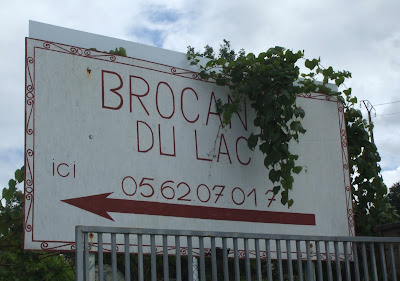 BROCAN
DU LAC
ici
05.62.07.01.7